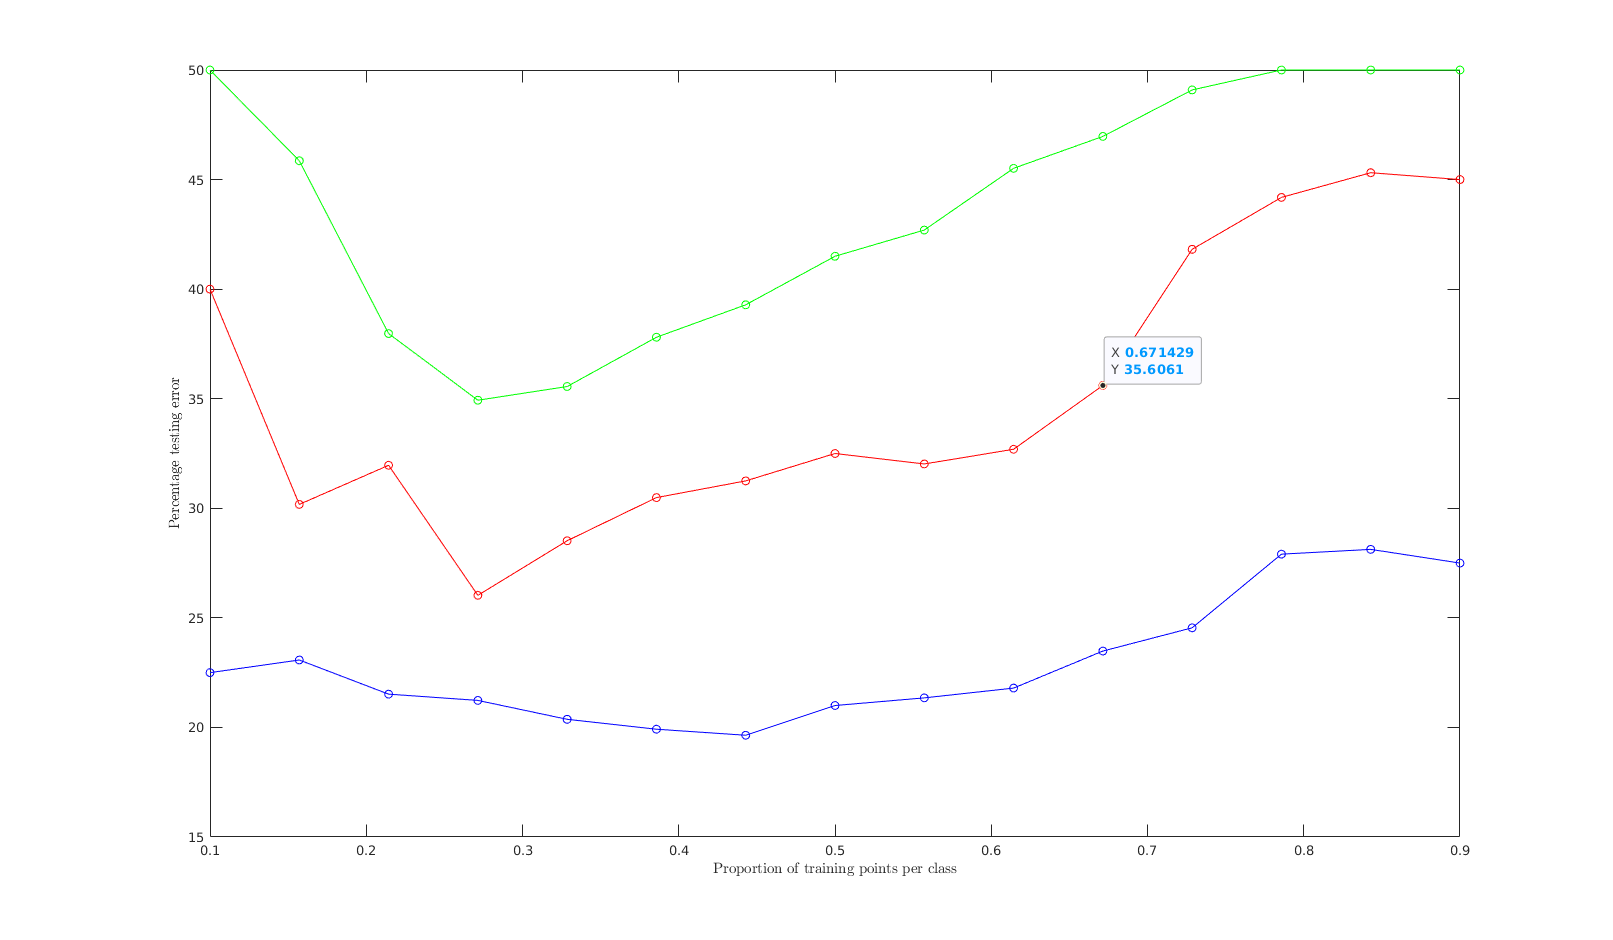 50
45
40
35
30
25
20
15
Percentage testing error
X 0.671429
Y 35.6061
0.1 0.2 0.3 0.4 0.5 0.6 0.7 0.8 0.9
Proportion of training points per class